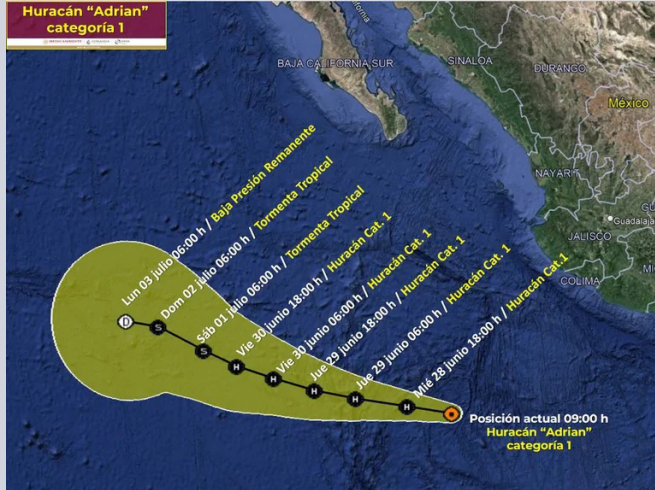 Huracán “Adrian”
categoría 1
BAJA CALIFORNIA SUR
SINALOA
DURANGO
México
NAYARIT
Guadalaja
JALISCO
COLIMA
Lun 03 julio 06:00 h / Baja Presión Remanente
Dom 02 julio 06:00 h / Tormenta Tropical
Sáb 01 julio 06:00 h / Tormenta Tropical
Vie 30 junio 18:00 h / Huracán Cat. 1
Vie 30 junio 06:00 h / Huracán Cat. 1
Jue 29 junio 18:00 h / Huracán Cat. 1
Jue 29 junio 06:00 h / Huracán Cat. 1
Mié 28 junio 18:00 h / Huracán Cat.1
D
S
S
H
H
H
H
H
Posición actual 09:00 h
Huracán “Adrian”
categoría 1